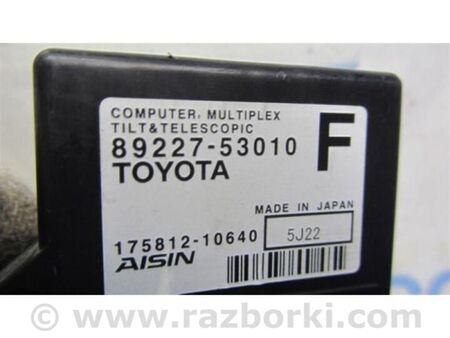 COMPUTER, MULTIPLEX
TILT&TELESCOPIC
89227-53010 F
TOYOTA
MADE IN JAPAN
175812-10640 5J22
AISIN
© www.razborki.com